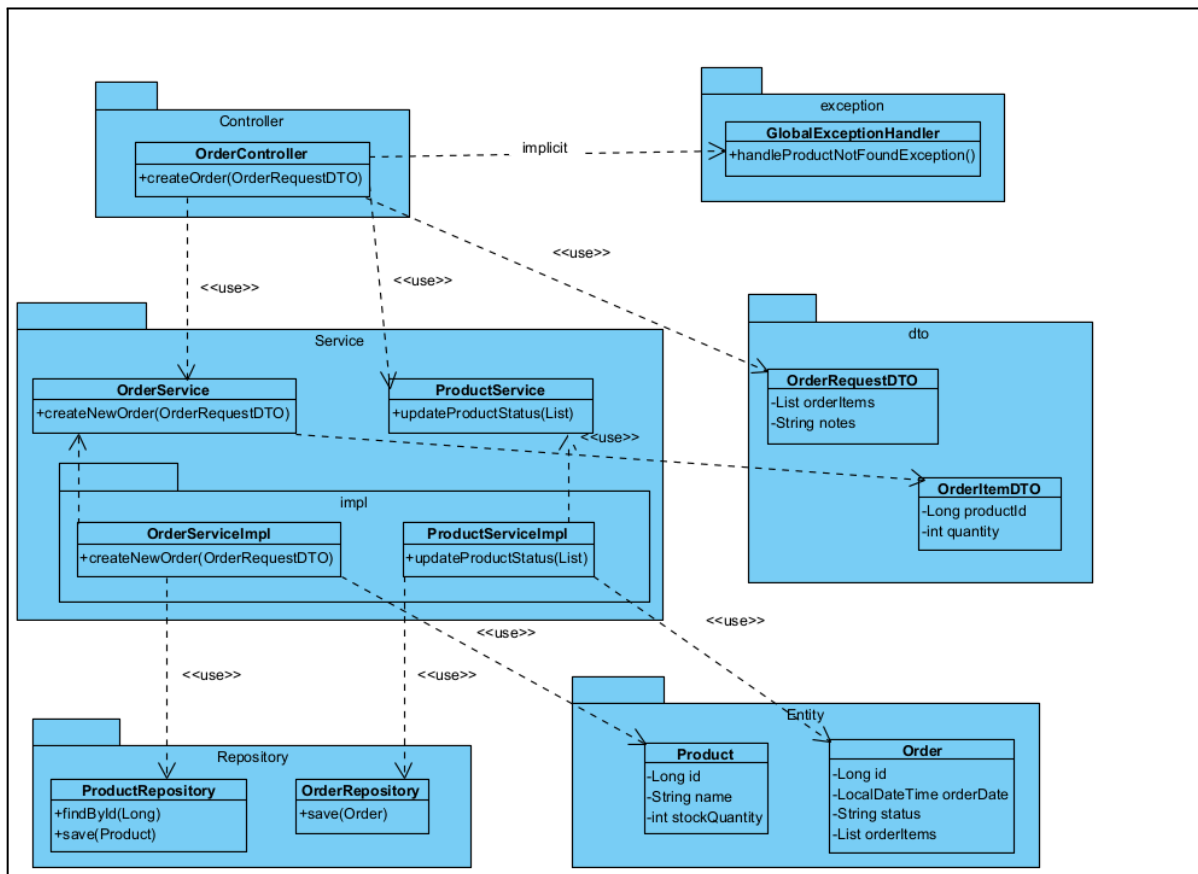 Controller
OrderController
+createOrder(OrderRequestDTO)
implicit
exception
GlobalExceptionHandler
+handleProductNotFoundException()
<<use>>
<<use>>
<<use>>
Service
OrderService
+createNewOrder(OrderRequestDTO)
ProductService
+updateProductStatus(List)
<<use>>
dto
OrderRequestDTO
-List orderItems
-String notes
OrderItemDTO
-Long productId
-int quantity
impl
OrderServiceImpl
+createNewOrder(OrderRequestDTO)
ProductServiceImpl
+updateProductStatus(List)
<<use>>
<<use>>
<<use>>
<<use>>
Repository
ProductRepository
+findById(Long)
+save(Product)
OrderRepository
+save(Order)
Entity
Product
-Long id
-String name
-int stockQuantity
Order
-Long id
-LocalDateTime orderDate
-String status
-List orderItems